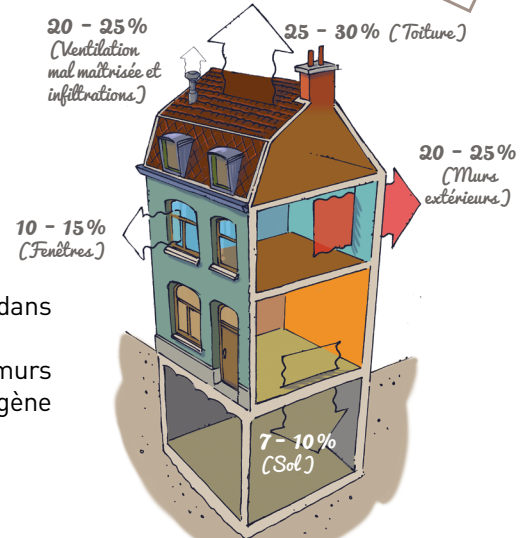 20 - 25%
(Ventilation
mal maîtrisée et
infiltrations)
25 - 30% (Toiture)
20 - 25%
(Murs
extérieurs)
10 - 15%
(Fenêtres)
dans
murs
gène
7 - 10%
(Sol)